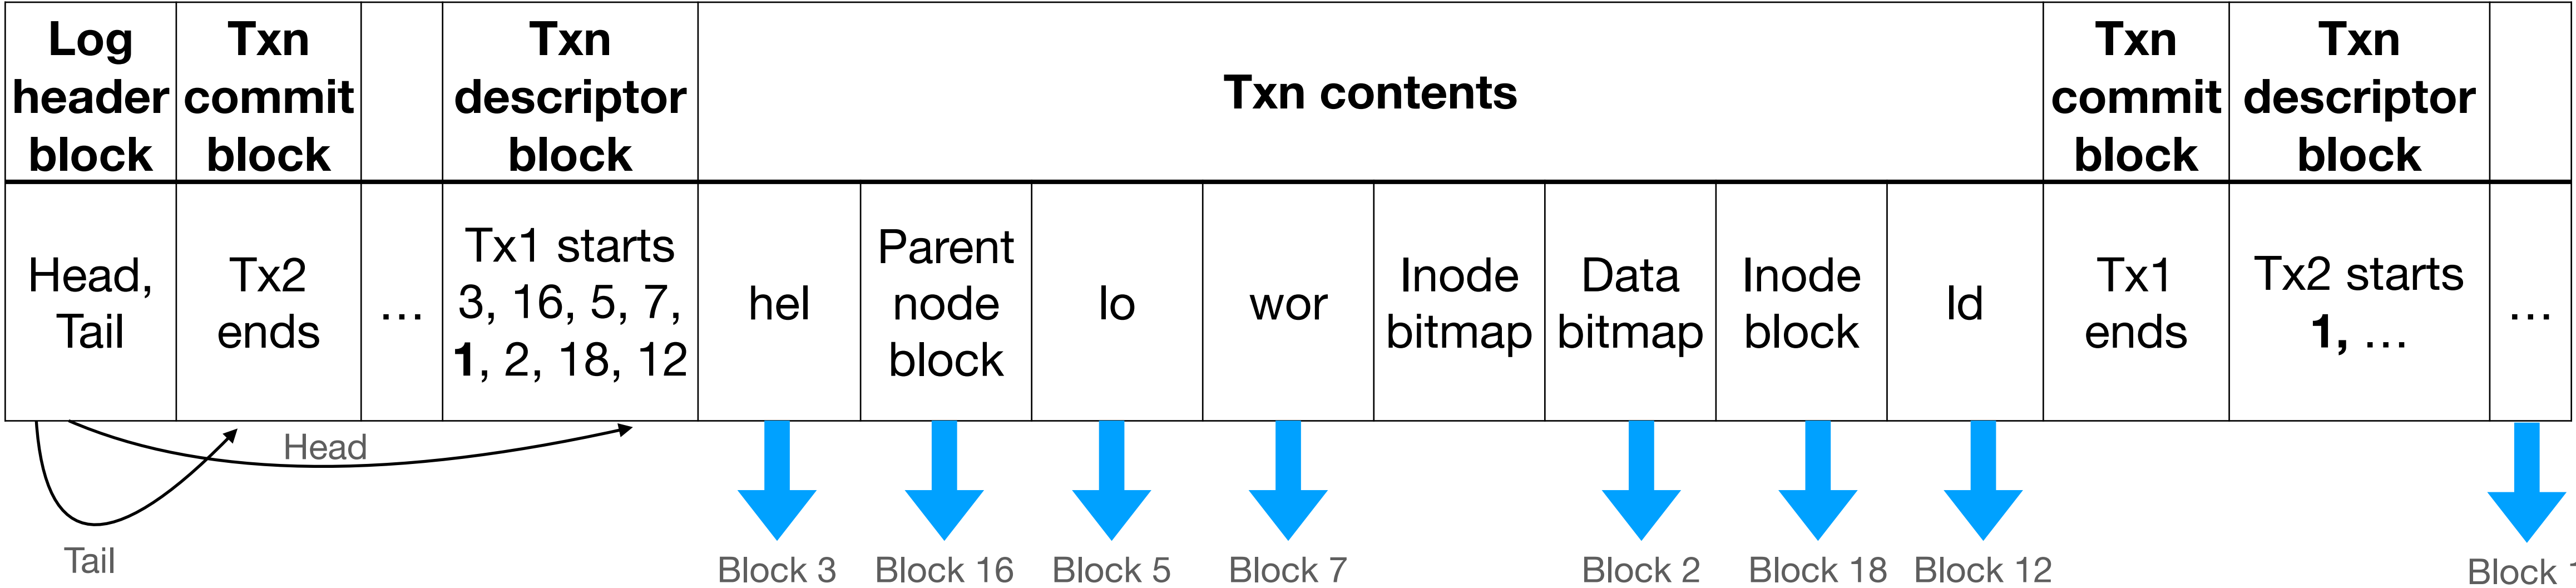 Log header block
Txn commit block
Txn descriptor block
Txn contents
Txn commit block
Txn descriptor block
Head, Tail
Tx2 ends
...
Tx1 starts
3, 16, 5, 7,
1, 2, 18, 12
hel
Parent node block
lo
wor
Inode bitmap
Data bitmap
Inode block
ld
Tx1 ends
Tx2 starts
1, ...
...
Head
Tail
Block 3
Block 16
Block 5
Block 7
Block 2
Block 18
Block 12
Block